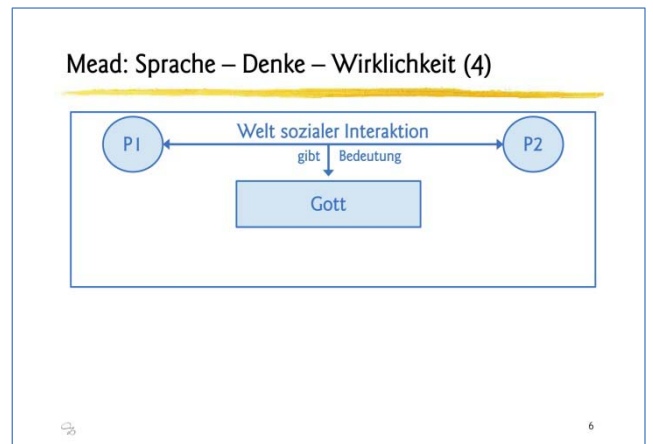 Mead: Sprache – Denke – Wirklichkeit (4)
Welt sozialer Interaktion
P1
P2
gibt Bedeutung
Gott
6